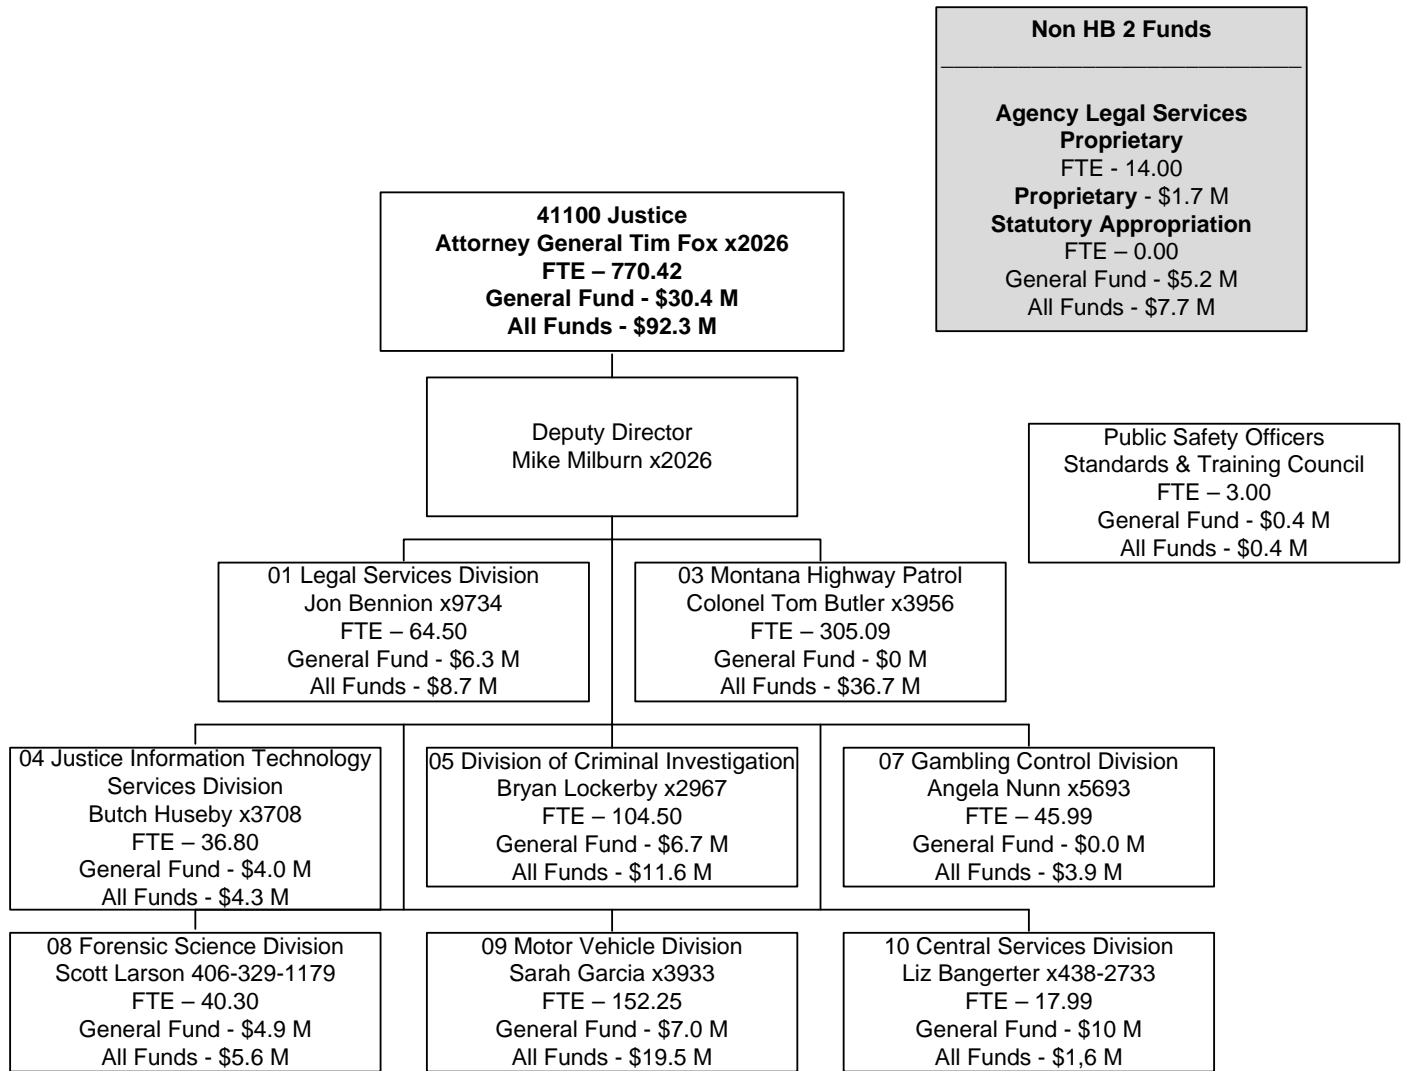 Non HB 2 Funds
Agency Legal Services
Proprietary
FTE - 14.00
Proprietary - $1.7 M
Statutory Appropriation
FTE – 0.00
General Fund - $5.2 M
All Funds - $7.7 M
41100 Justice
Attorney General Tim Fox x2026
FTE – 770.42
General Fund - $30.4 M
All Funds - $92.3 M
Deputy Director
Mike Milburn x2026
Public Safety Officers
Standards & Training Council
FTE – 3.00
General Fund - $0.4 M
All Funds - $0.4 M
01 Legal Services Division
Jon Bennion x9734
FTE – 64.50
General Fund - $6.3 M
All Funds - $8.7 M
03 Montana Highway Patrol
Colonel Tom Butler x3956
FTE – 305.09
General Fund - $0 M
All Funds - $36.7 M
04 Justice Information Technology
Services Division
Butch Huseby x3708
FTE – 36.80
General Fund - $4.0 M
All Funds - $4.3 M
05 Division of Criminal Investigation
Bryan Lockerby x2967
FTE – 104.50
General Fund - $6.7 M
All Funds - $11.6 M
07 Gambling Control Division
Angela Nunn x5693
FTE – 45.99
General Fund - $0.0 M
All Funds - $3.9 M
08 Forensic Science Division
Scott Larson 406-329-1179
FTE – 40.30
General Fund - $4.9 M
All Funds - $5.6 M
09 Motor Vehicle Division
Sarah Garcia x3933
FTE – 152.25
General Fund - $7.0 M
All Funds - $19.5 M
10 Central Services Division
Liz Bangerter x438-2733
FTE – 17.99
General Fund - $10 M
All Funds - $1,6 M